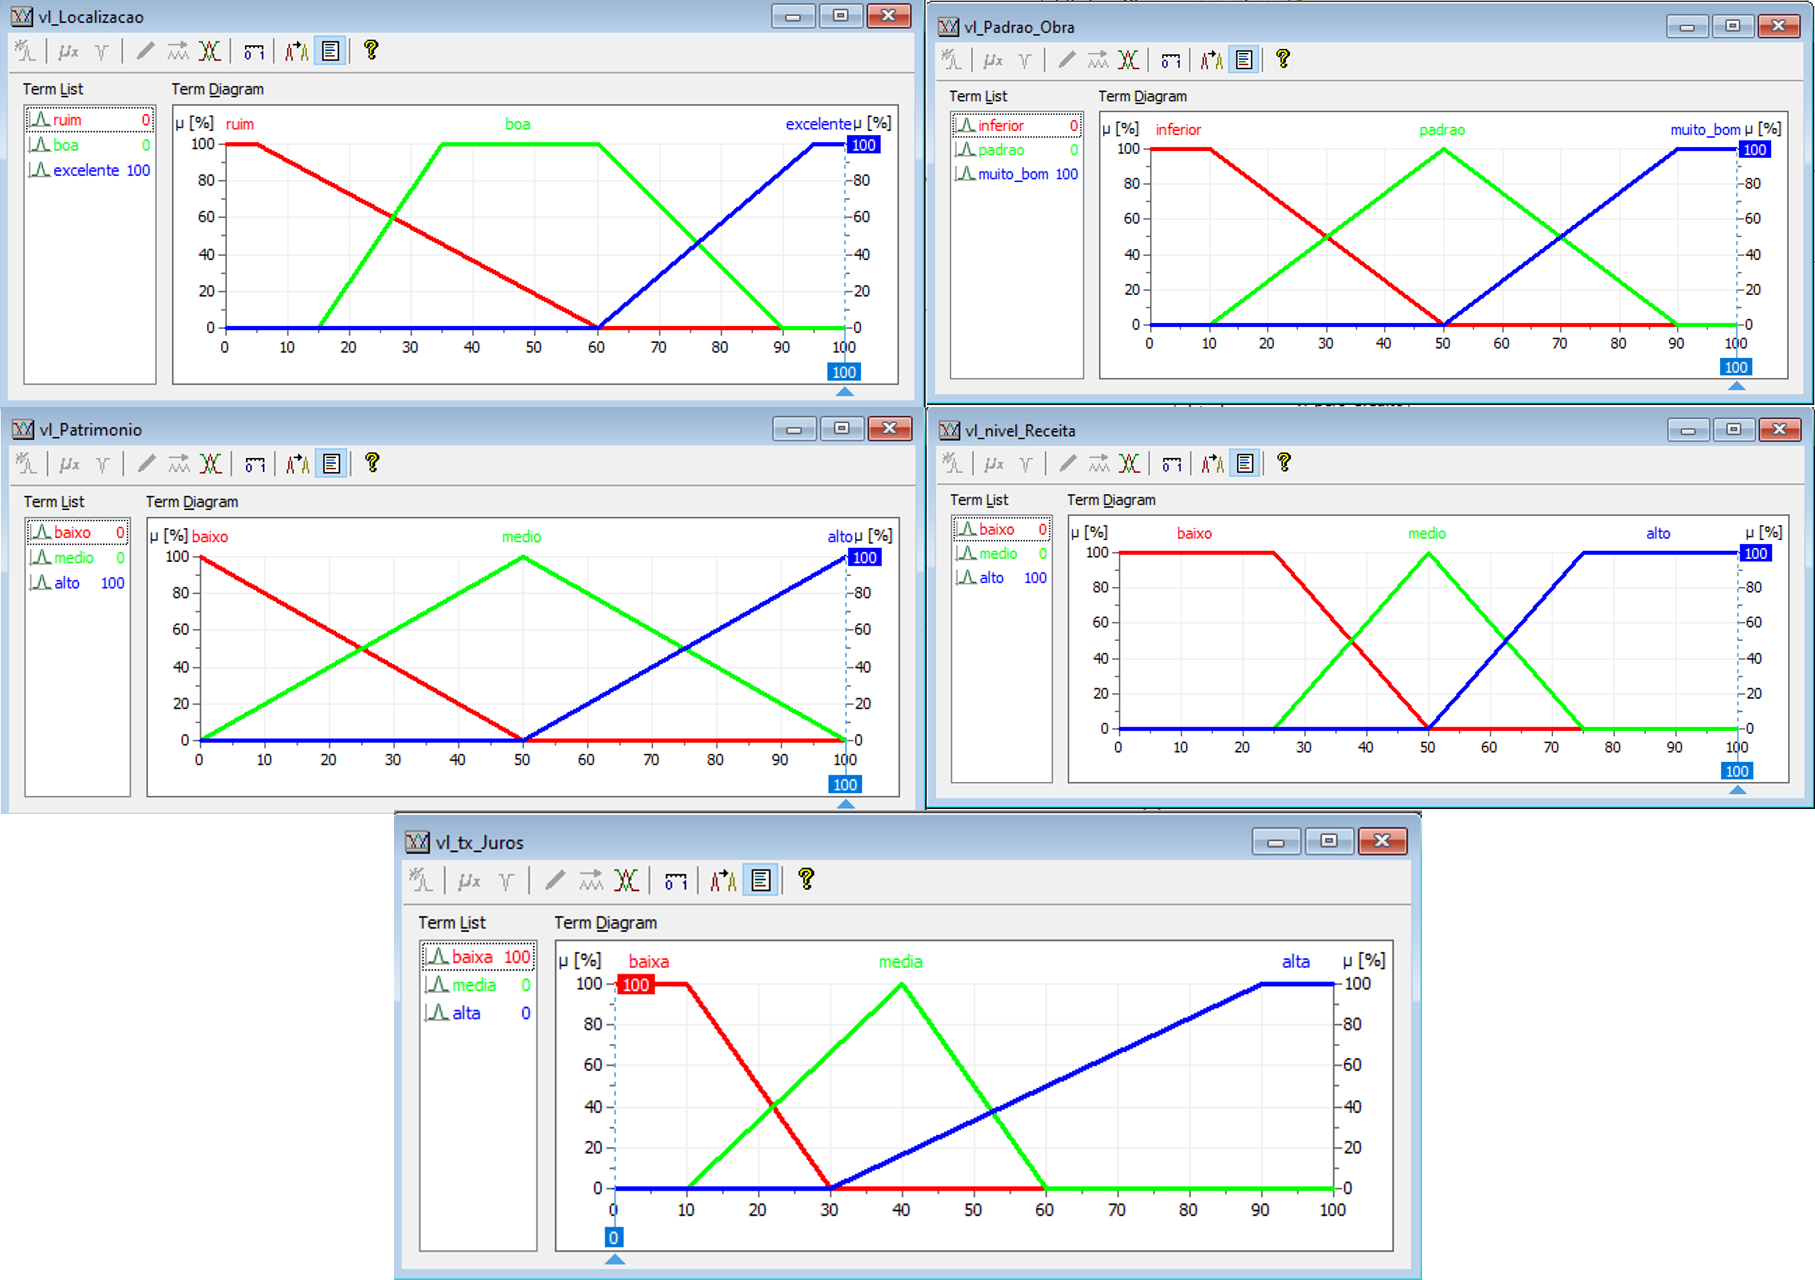 vl_Localizacao
Term List
Term Diagram
ruim 0
boa 0
excelente 100
µ [%] ruim boa excelente µ [%]
100 100
80 80
60 60
40 40
20 20
0 0
0 10 20 30 40 50 60 70 80 90 100
100
vl_Padrao_Obra
Term List
Term Diagram
inferior 0
padrao 0
muito_bom 100
µ [%] inferior padrao muito_bom µ [%]
100 100
80 80
60 60
40 40
20 20
0 0
0 10 20 30 40 50 60 70 80 90 100
100
vl_Patrimonio
Term List
Term Diagram
baixo 0
medio 0
alto 100
µ [%] baixo medio alto µ [%]
100 100
80 80
60 60
40 40
20 20
0 0
0 10 20 30 40 50 60 70 80 90 100
100
vl_nivel_Receita
Term List
Term Diagram
baixo 0
medio 0
alto 100
µ [%] baixo medio alto µ [%]
100 100
80 80
60 60
40 40
20 20
0 0
0 10 20 30 40 50 60 70 80 90 100
100
vl_tx_Juros
Term List
Term Diagram
baixa 100
media 0
alta 0
µ [%] baixa media alta µ [%]
100 100 100
80 80
60 60
40 40
20 20
0 0
0 10 20 30 40 50 60 70 80 90 100
0